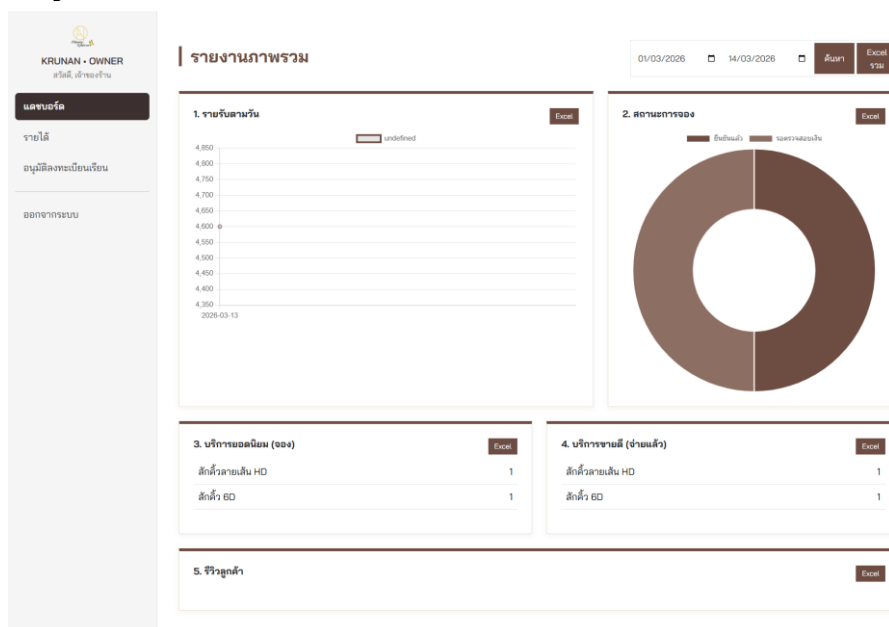 KRUNAN • OWNER
สวัสดี, เจ้าของร้าน
แดชบอร์ด
รายได้
อนุมัติลงทะเบียนเรียน
ออกจากระบบ
รายงานภาพรวม
01/03/2026
14/03/2026
ค้นหา
Excel
รวม
1. รายรับตามวัน
Excel
undefined
4,850
4,800
4,750
4,700
4,650
4,600
4,550
4,500
4,450
4,400
4,350
2026-03-13
2. สถานะการจอง
Excel
ยืนยันแล้ว
รอตรวจสอบเงิน
3. บริการยอดนิยม (จอง)
Excel
สักคิ้วลายเส้น HD 1
สักคิ้ว 6D 1
4. บริการขายดี (จ่ายแล้ว)
Excel
สักคิ้วลายเส้น HD 1
สักคิ้ว 6D 1
5. รีวิวลูกค้า
Excel